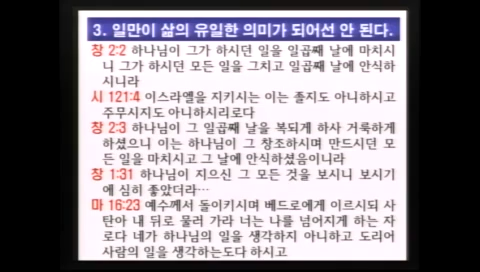 3. 일만이 삶의 유일한 의미가 되어선 안 된다.
창 2:2 하나님이 그가 하시던 일을 일곱째 날에 마치시
니 그가 하시던 모든 일을 그치고 일곱째 날에 안식하
시니라
시 121:4 이스라엘을 지키시는 이는 졸지도 아니하시고
주무시지도 아니하시리로다
창 2:3 하나님이 그 일곱째 날을 복되게 하사 거룩하게
하셨으니 이는 하나님이 그 창조하시며 만드시던 모
든 일을 마치시고 그 날에 안식하셨음이니라
창 1:31 하나님이 지으신 그 모든 것을 보시니 보시기
에 심히 좋았더라…
마 16:23 예수께서 돌이키시며 베드로에게 이르시되 사
탄아 내 뒤로 물러 가라 너는 나를 넘어지게 하는 자
로다 네가 하나님의 일을 생각하지 아니하고 도리어
사람의 일을 생각하는도다 하시고